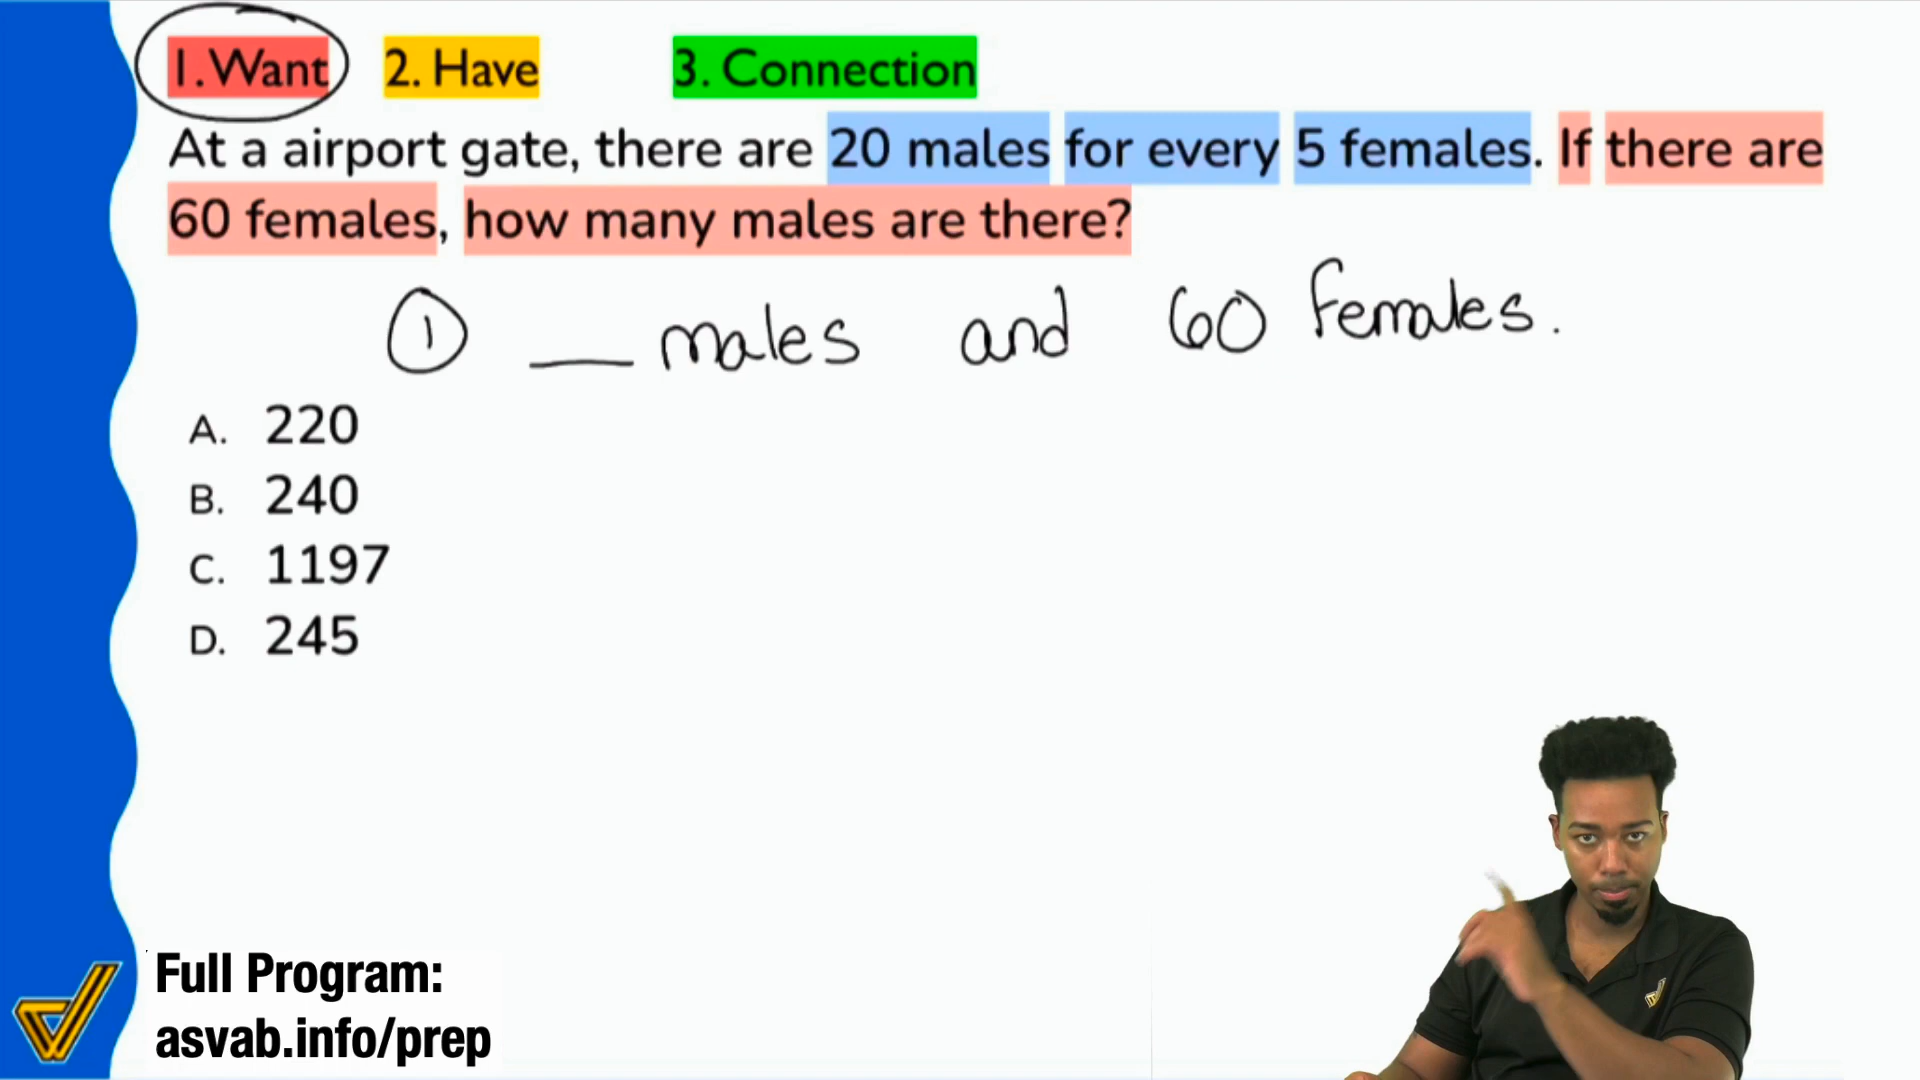 1. Want 2. Have 3. Connection
At a airport gate, there are 20 males for every 5 females. If there are
60 females, how many males are there?
① __ males and 60 females.
A. 220
B. 240
C. 1197
D. 245
Full Program:
asvab.info/prep